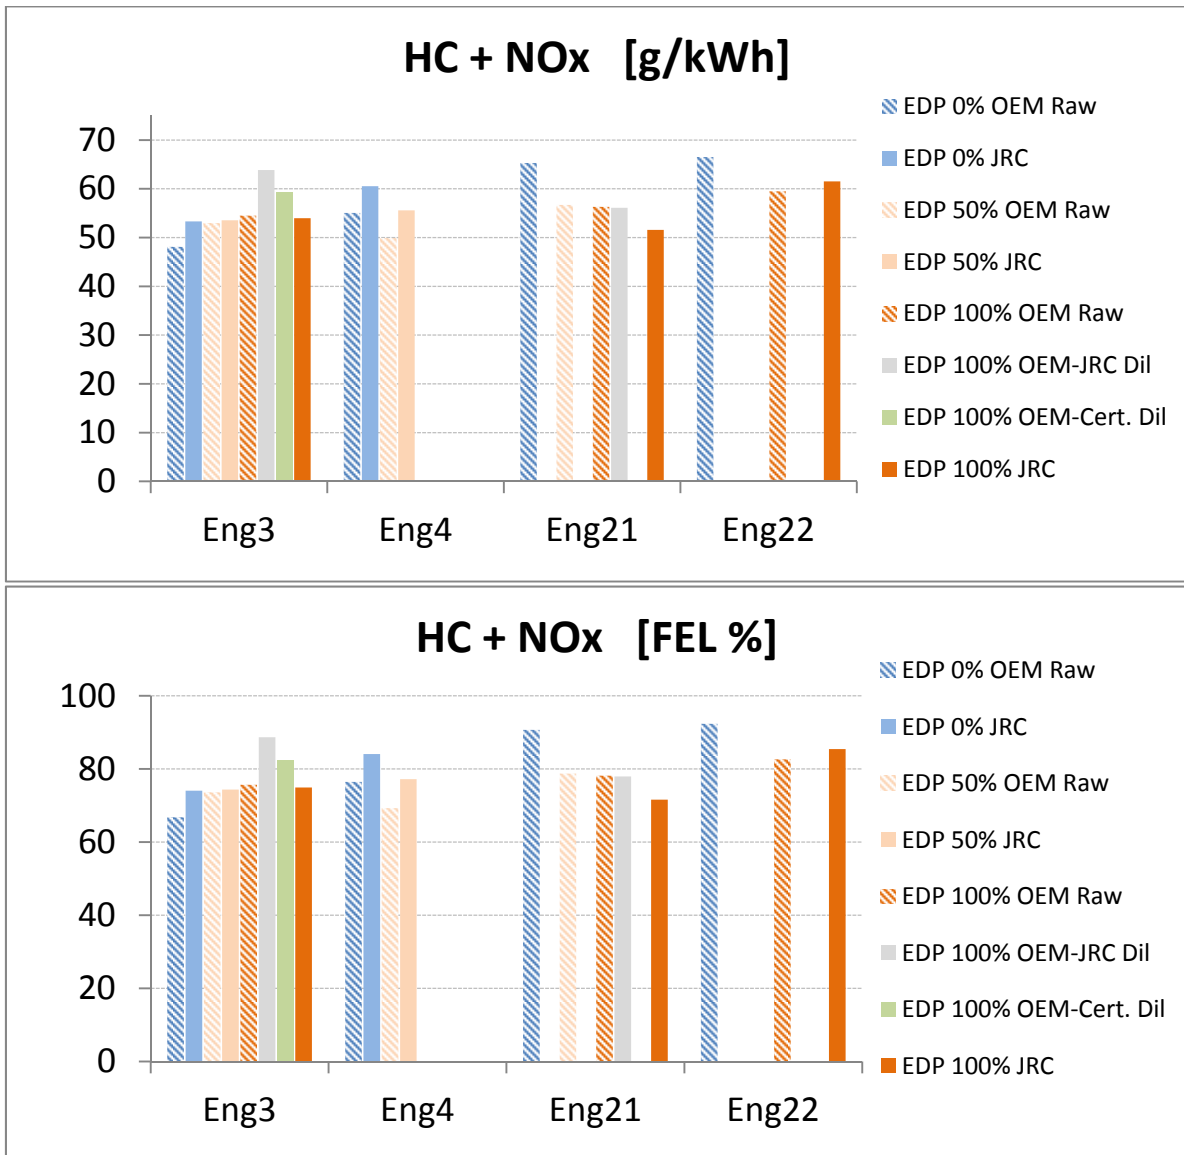 HC + NOx [g/kWh]
70
60
50
40
30
20
10
0
Eng3 Eng4 Eng21 Eng22
EDP 0% OEM Raw
EDP 0% JRC
EDP 50% OEM Raw
EDP 50% JRC
EDP 100% OEM Raw
EDP 100% OEM-JRC Dil
EDP 100% OEM-Cert. Dil
EDP 100% JRC
HC + NOx [FEL %]
100
80
60
40
20
0
Eng3 Eng4 Eng21 Eng22
EDP 0% OEM Raw
EDP 0% JRC
EDP 50% OEM Raw
EDP 50% JRC
EDP 100% OEM Raw
EDP 100% OEM-JRC Dil
EDP 100% OEM-Cert. Dil
EDP 100% JRC